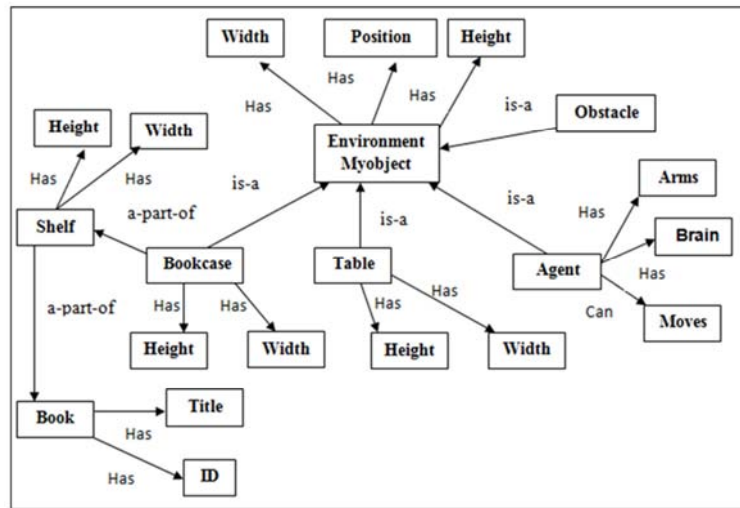 Width
Position
Height
Has
Has
Has
is-a
Obstacle
Height
Width
Environment
Myobject
Has
Has
is-a
is-a
is-a
Arms
Has
Shelf
a-part-of
Brain
Bookcase
Table
Agent
Has
a-part-of
Has
Has
Has
Has
Can
Moves
Height
Width
Height
Width
Book
Title
Has
Has
ID